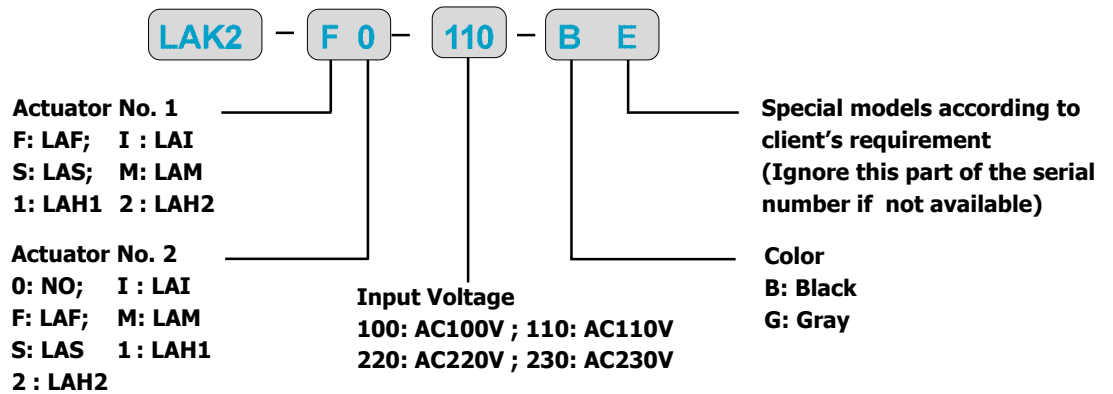 LAK2 - F 0 - 110 - B E
Actuator No. 1
F: LAF; I : LAI
S: LAS; M: LAM
1: LAH1 2 : LAH2
Actuator No. 2
0: NO; I : LAI
F: LAF; M: LAM
S: LAS 1 : LAH1
2 : LAH2
Input Voltage
100: AC100V ; 110: AC110V
220: AC220V ; 230: AC230V
Special models according to
client’s requirement
(Ignore this part of the serial
number if not available)
Color
B: Black
G: Gray